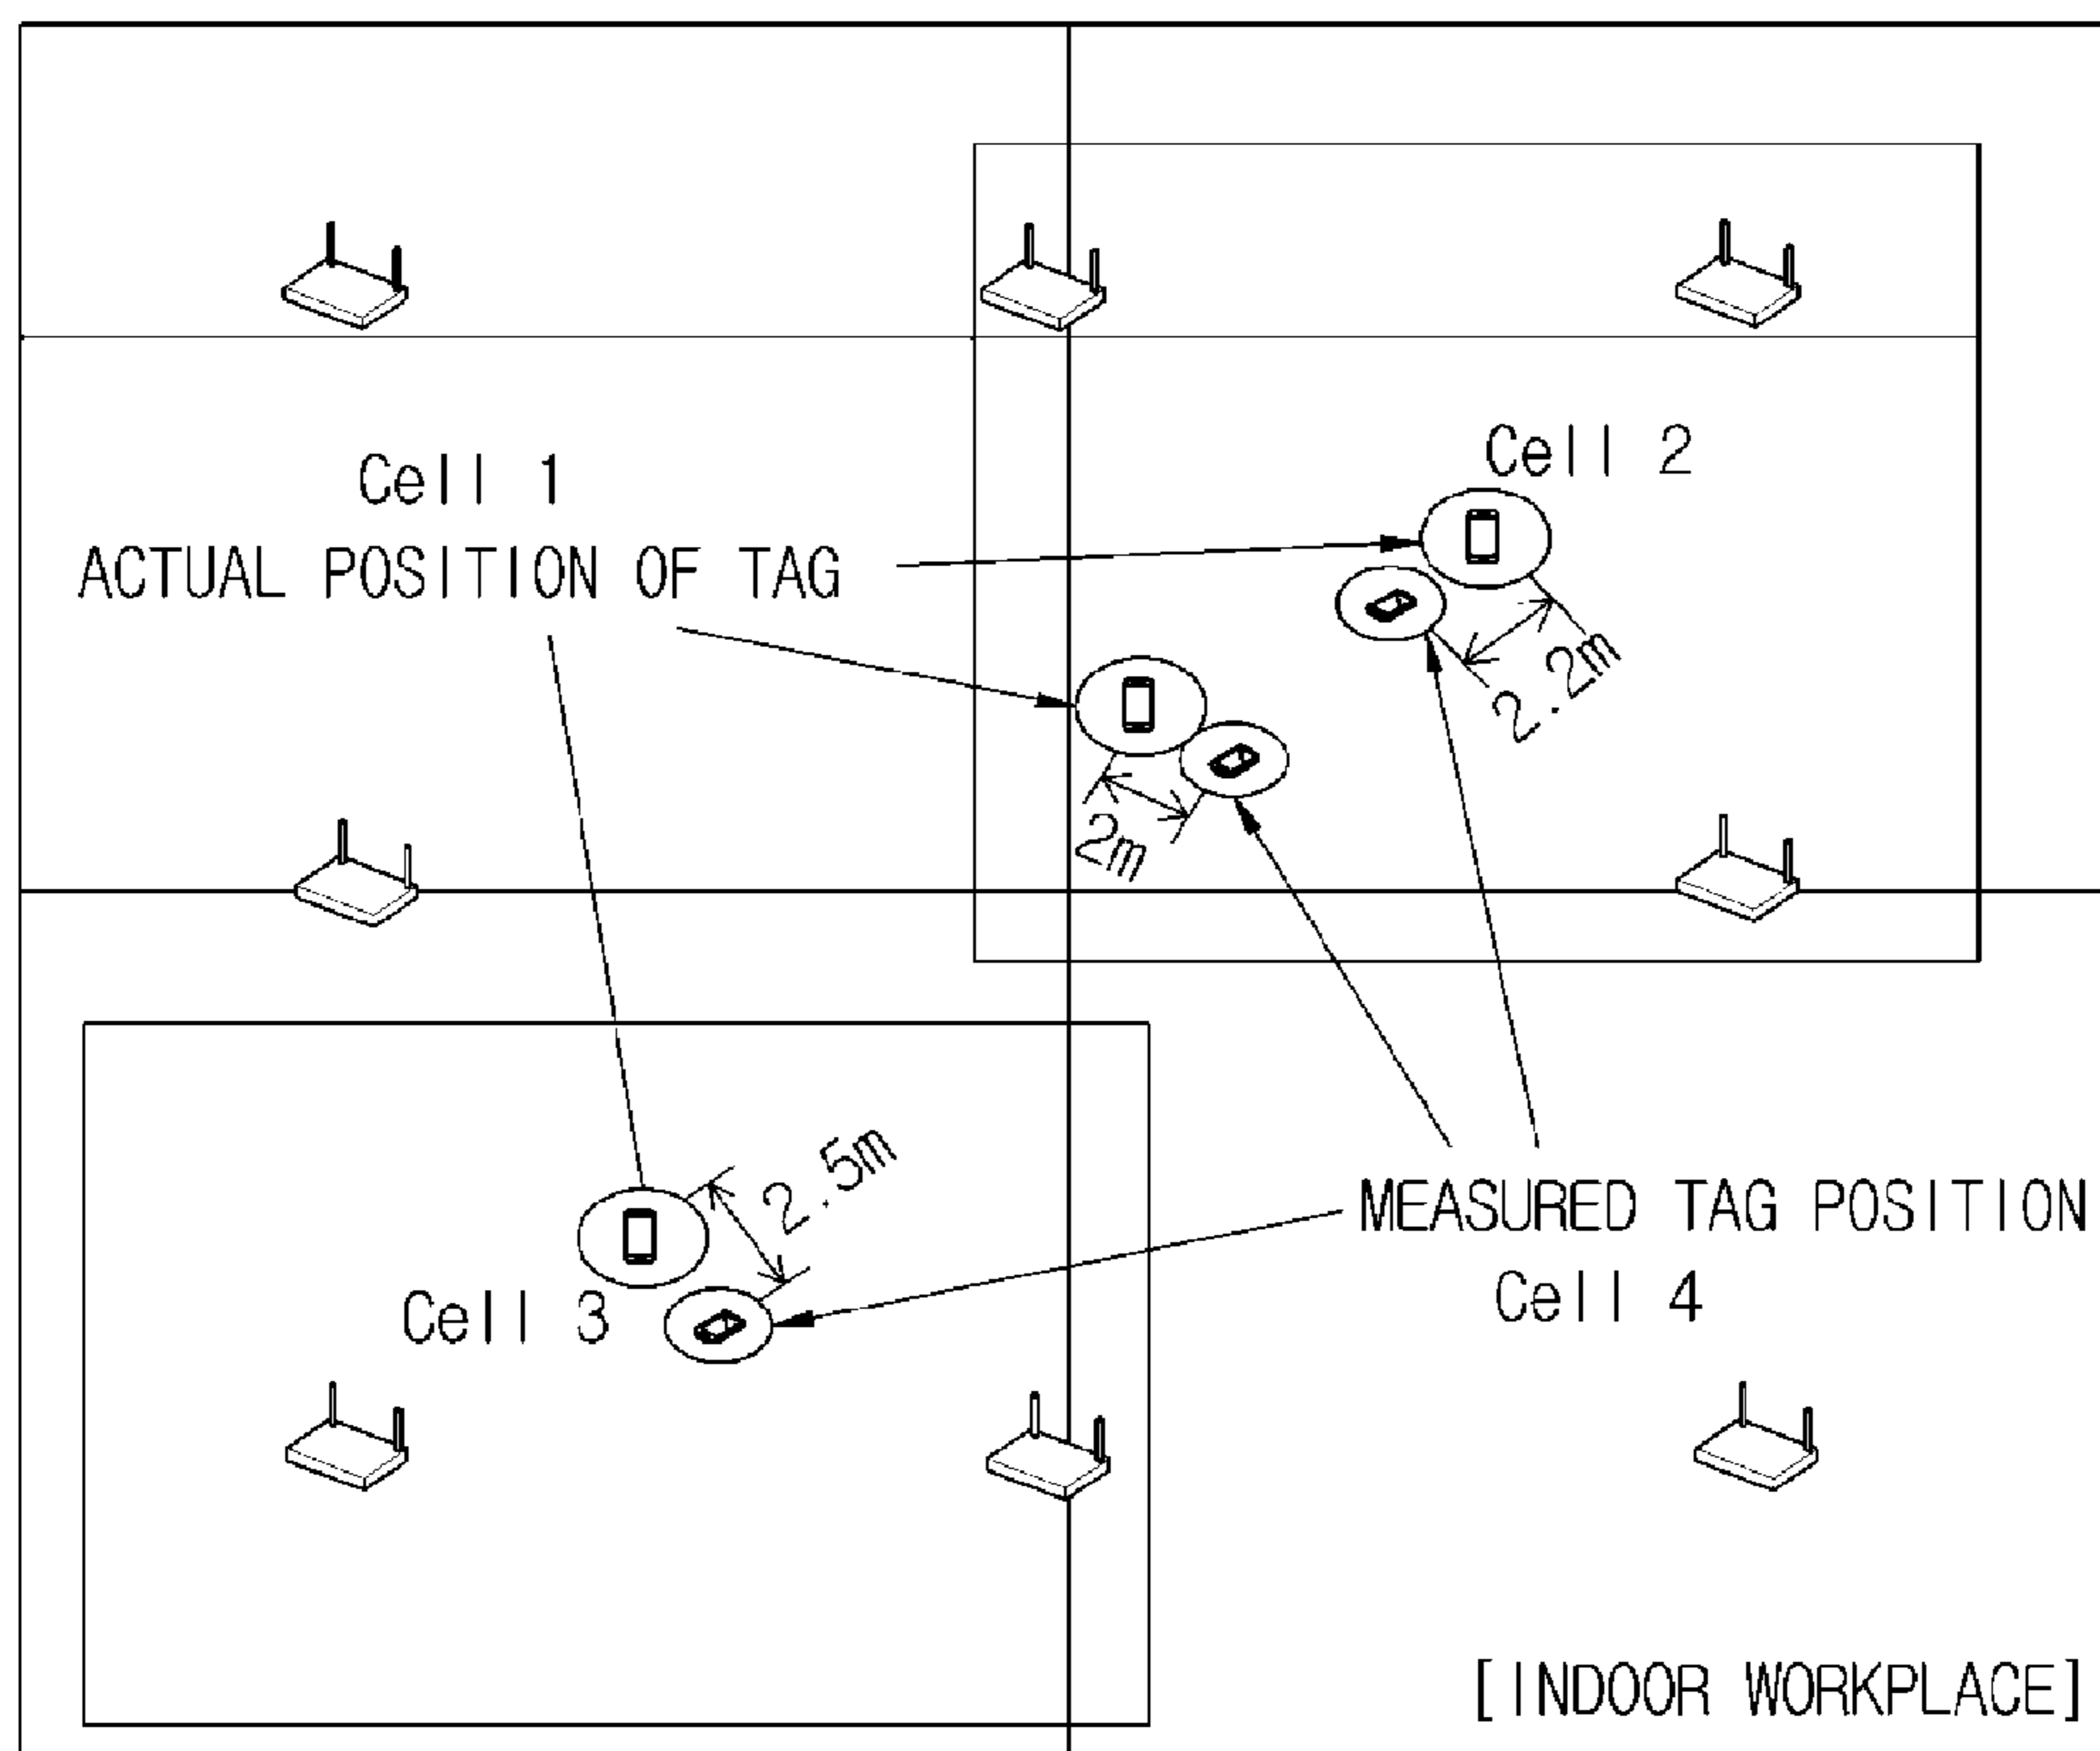 Cell 2
Cell 1
ACTUAL POSITION OF TAG
2.2m
2m
2.5m
MEASURED TAG POSITION
Cell 4
Cell 3
[INDOOR WORKPLACE]